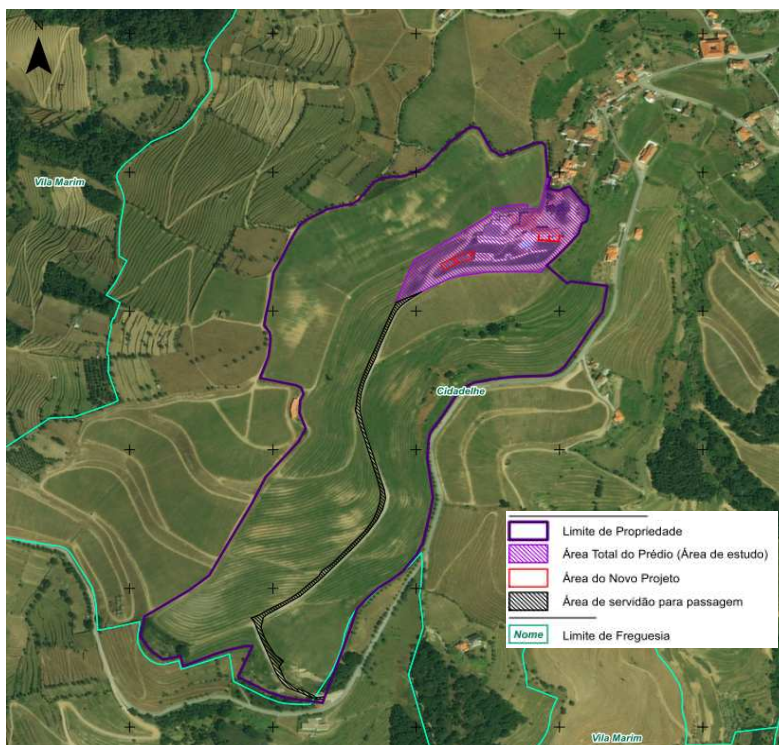 N
Vila Marim
Cidadelhe
Limite de Propriedade
Área Total do Prédio (Área de estudo)
Área do Novo Projeto
Área de servidão para passagem
Nome Limite de Freguesia
Vila Marim